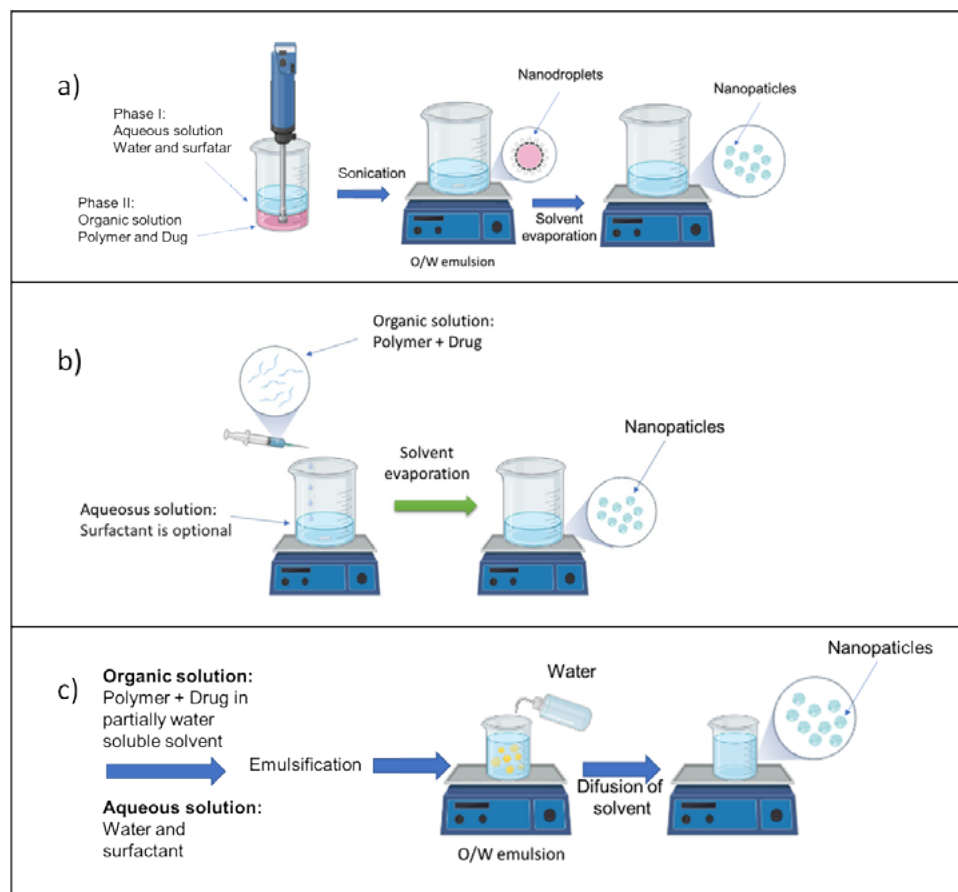 a)
Phase I:
Aqueous solution
Water and surfatar
Phase II:
Organic solution
Polymer and Dug
Sonication
Nanodroplets
O/W emulsion
Solvent
evaporation
Nanopaticles
b)
Organic solution:
Polymer + Drug
Aqueosus solution:
Surfactant is optional
Solvent
evaporation
Nanopaticles
c)
Organic solution:
Polymer + Drug in
partially water
soluble solvent
Aqueous solution:
Water and
surfactant
Emulsification
Water
O/W emulsion
Difusion of
solvent
Nanopaticles